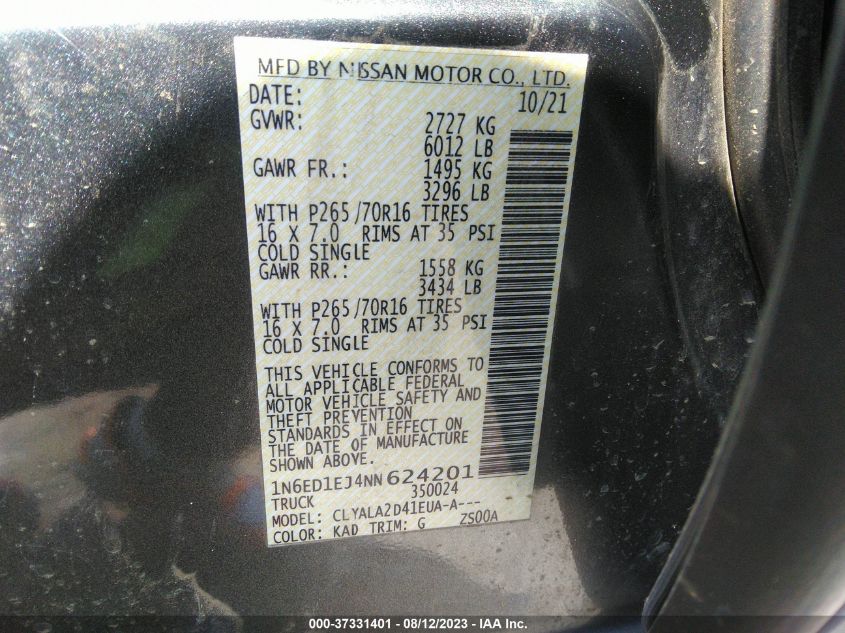 MFD BY NISSAN MOTOR CO., LTD.
DATE: 10/21
GVWR: 2727 KG
6012 LB
GAWR FR.: 1495 KG
3296 LB
WITH P265/70R16 TIRES
16 X 7.0 RIMS AT 35 PSI
COLD SINGLE
GAWR RR.: 1558 KG
3434 LB
WITH P265/70R16 TIRES
16 X 7.0 RIMS AT 35 PSI
COLD SINGLE
THIS VEHICLE CONFORMS TO
ALL APPLICABLE FEDERAL
MOTOR VEHICLE SAFETY AND
THEFT PREVENTION
STANDARDS IN EFFECT ON
THE DATE OF MANUFACTURE
SHOWN ABOVE.
1N6ED1EJ4NN624201
TRUCK 350024
MODEL: CLYALA2D41EUA-A---
COLOR: KAD TRIM: G ZS00A
000-37331401 - 08/12/2023 - IAA Inc.